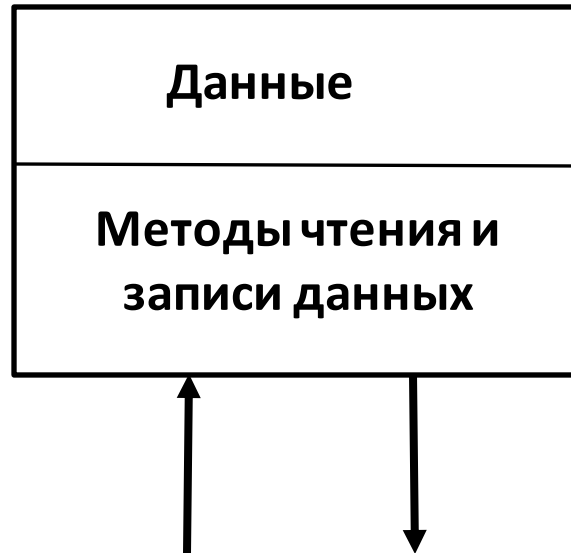 Данные
Методы чтения и
записи данных